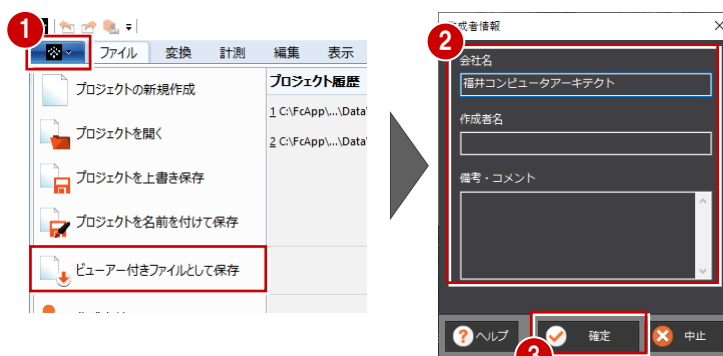 1
ファイル 変換 計測 編集 表示
プロジェクトの新規作成
プロジェクトを開く
プロジェクトを上書き保存
プロジェクトを名前を付けて保存
ビューアー付きファイルとして保存
プロジェクト履歴
1 C:\FcApp\...\Data\
2 C:\FcApp\...\Data\
2
成者情報
会社名
福井コンピュータアーキテクト
作成者名
備考・コメント
ヘルプ
確定
中止
3